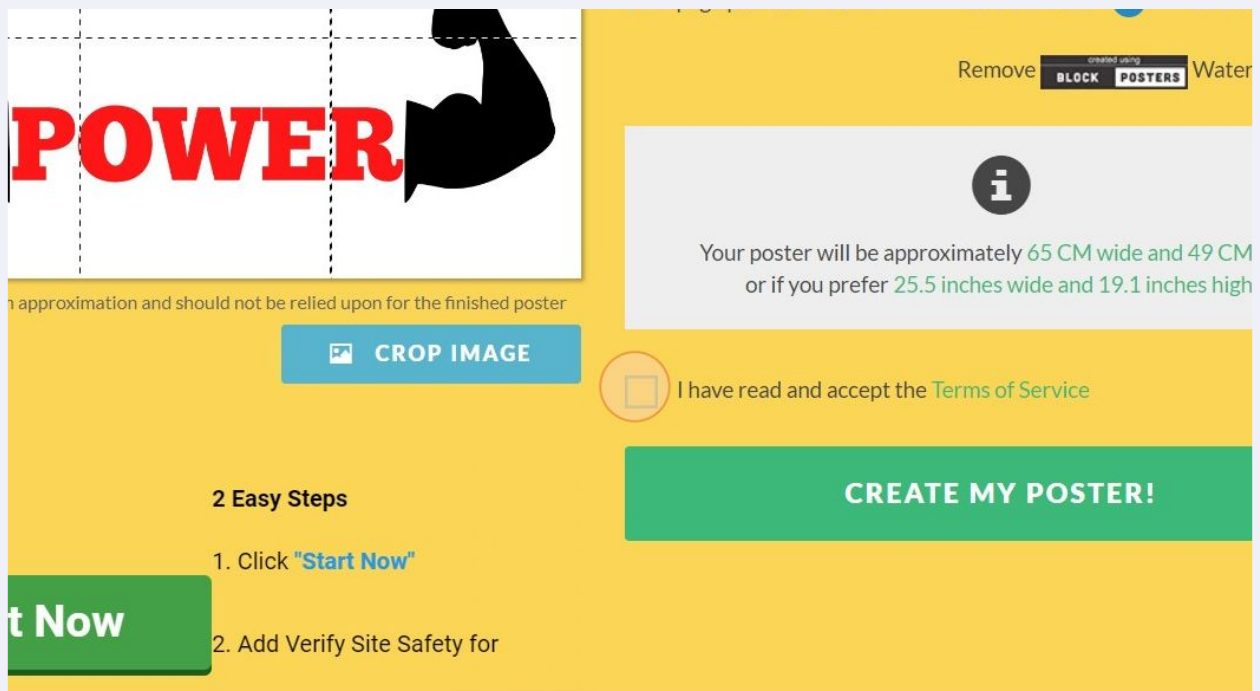 Remove created using BLOCK POSTERS Water
POWER
Your poster will be approximately 65 CM wide and 49 CM
or if you prefer 25.5 inches wide and 19.1 inches high
approximation and should not be relied upon for the finished poster
CROP IMAGE
I have read and accept the Terms of Service
CREATE MY POSTER!
2 Easy Steps
1. Click "Start Now"
t Now
2. Add Verify Site Safety for